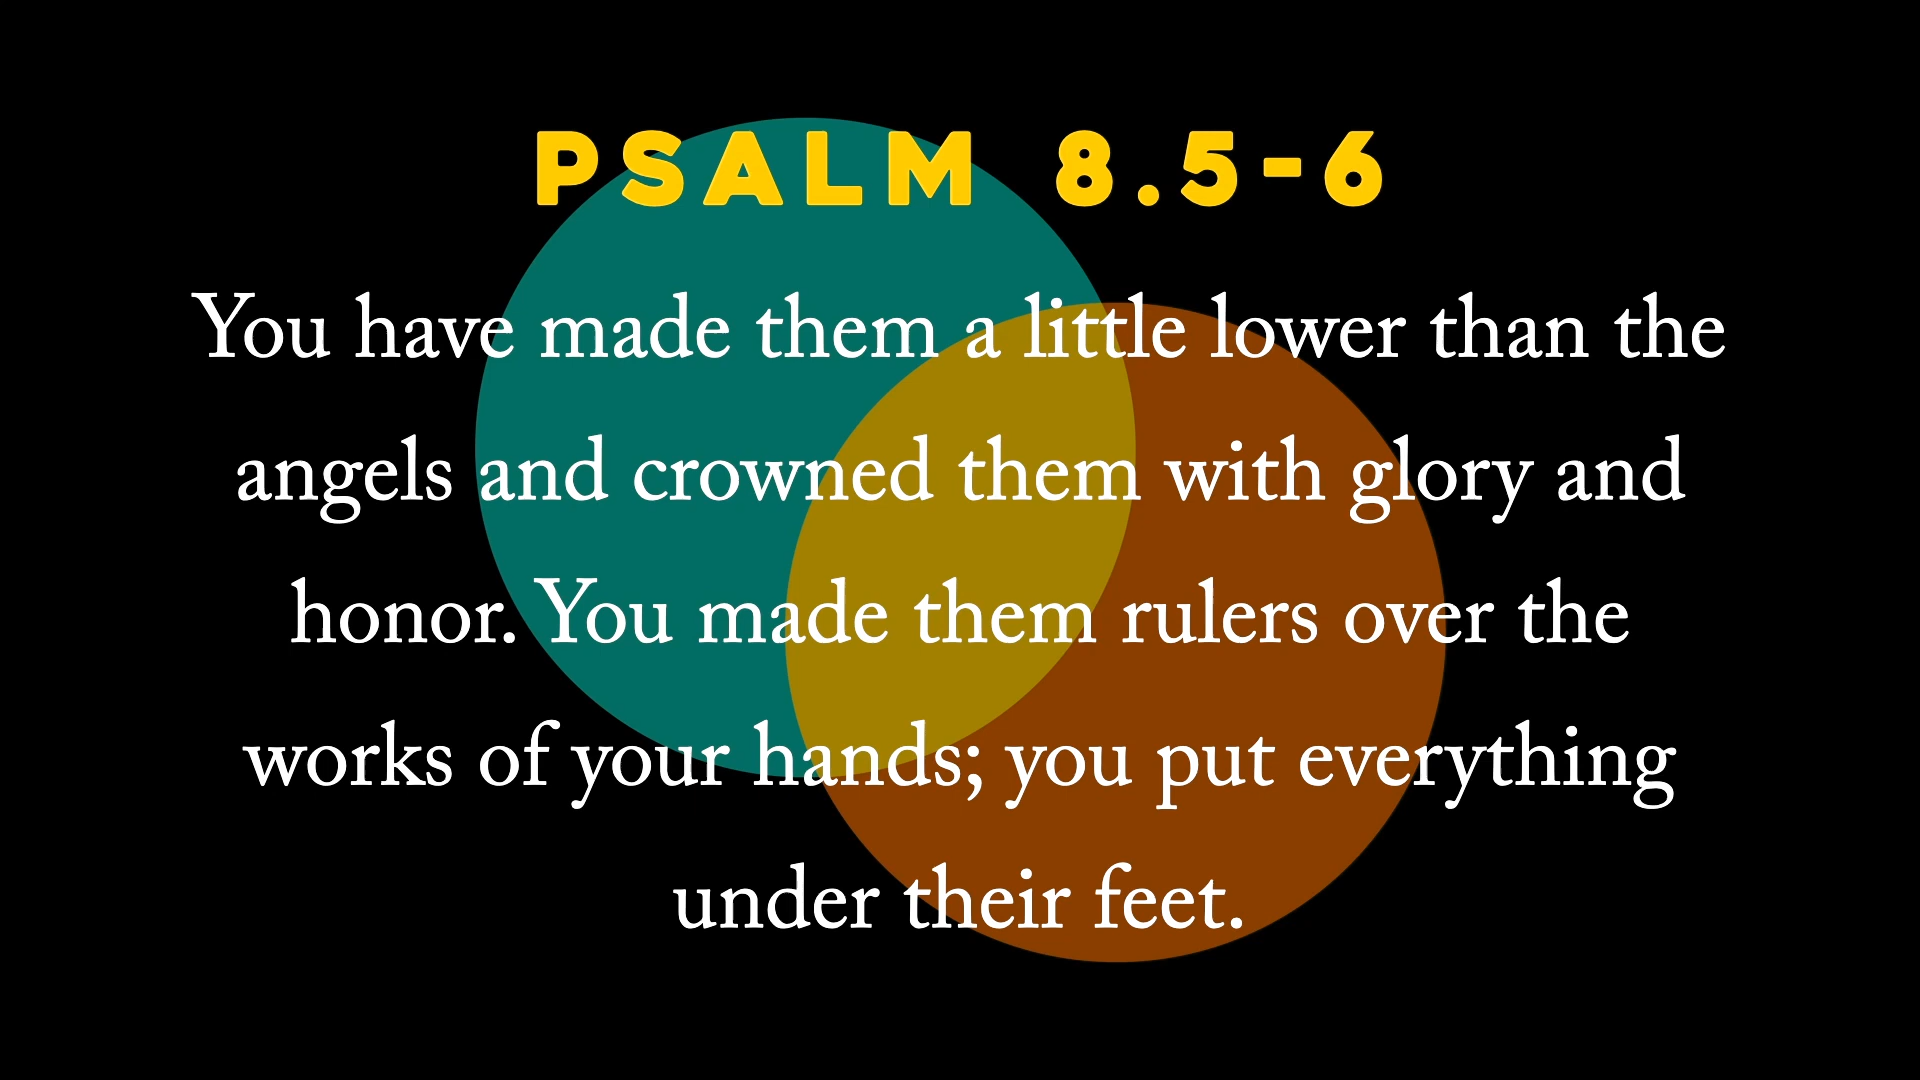 PSALM 8.5-6
You have made them a little lower than the
angels and crowned them with glory and
honor. You made them rulers over the
works of your hands; you put everything
under their feet.